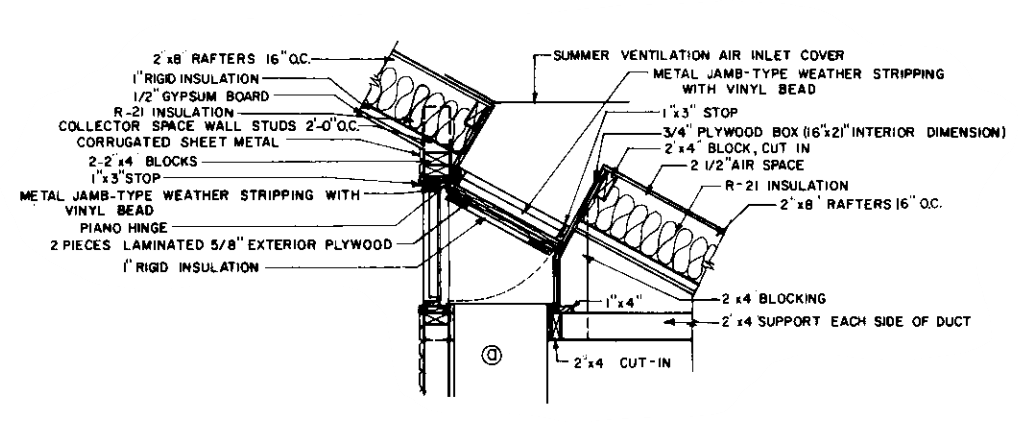 2"x8" RAFTERS 16" O.C.
1" RIGID INSULATION
1/2" GYPSUM BOARD
R-21 INSULATION
COLLECTOR SPACE WALL STUDS 2'-0" O.C.
CORRUGATED SHEET METAL
2-2"x4" BLOCKS
1"x3" STOP
METAL JAMB-TYPE WEATHER STRIPPING WITH
VINYL BEAD
PIANO HINGE
2 PIECES LAMINATED 5/8" EXTERIOR PLYWOOD
1" RIGID INSULATION
SUMMER VENTILATION AIR INLET COVER
METAL JAMB-TYPE WEATHER STRIPPING
WITH VINYL BEAD
1"x3" STOP
3/4" PLYWOOD BOX (16"x21" INTERIOR DIMENSION)
2"x4" BLOCK, CUT IN
2 1/2" AIR SPACE
R-21 INSULATION
2"x8" RAFTERS 16" O.C.
1"x4"
2"x4" BLOCKING
2"x4" SUPPORT EACH SIDE OF DUCT
2"x4 CUT-IN
a